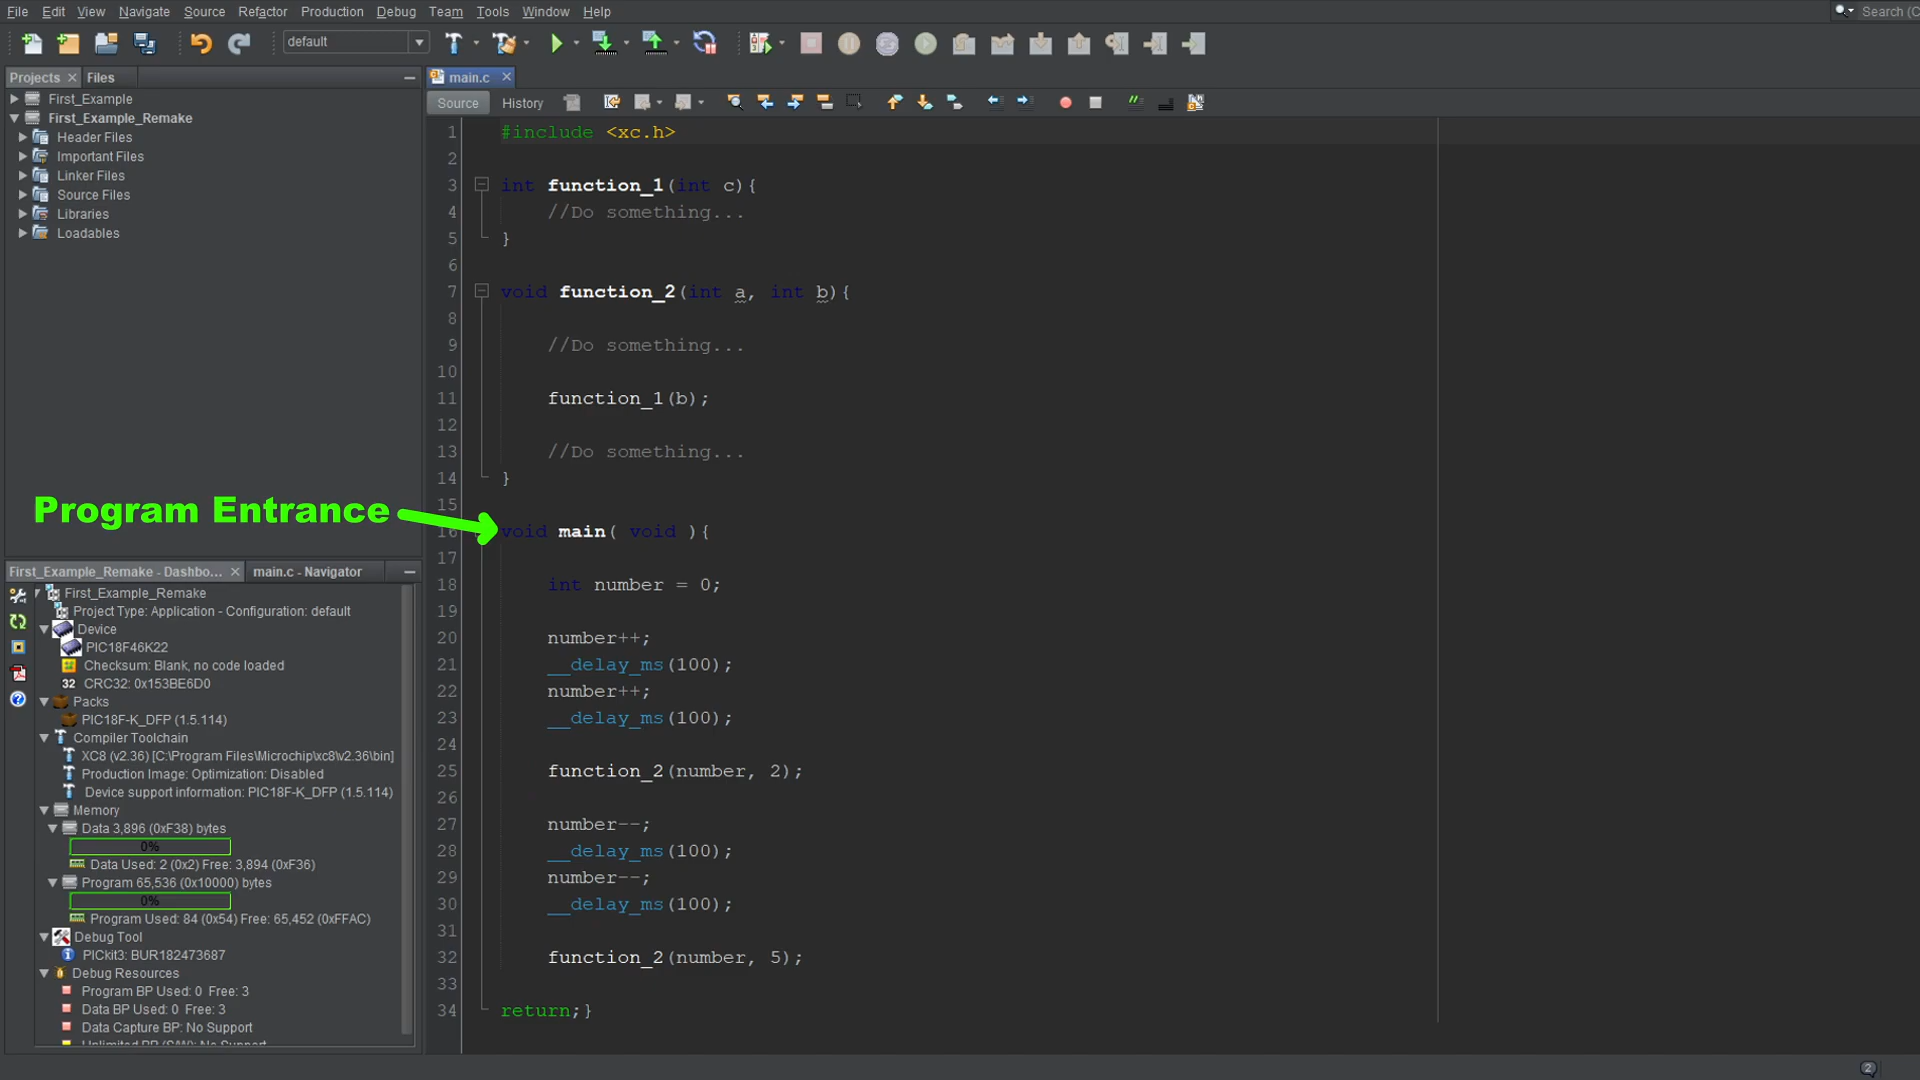 File Edit View Navigate Source Refactor Production Debug Team Tools Window Help
Search (C
default
Projects Files
First_Example
First_Example_Remake
Header Files
Important Files
Linker Files
Source Files
Libraries
Loadables
main.c
Source History
1 #include <xc.h>
2
3 int function_1(int c){
4 //Do something...
5 }
6
7 void function_2(int a, int b){
8
9 //Do something...
10
11 function_1(b);
12
13 //Do something...
14 }
15
Program Entrance
16 void main( void ){
17
18 int number = 0;
19
20 number++;
21 __delay_ms(100);
22 number++;
23 __delay_ms(100);
24
25 function_2(number, 2);
26
27 number--;
28 __delay_ms(100);
29 number--;
30 __delay_ms(100);
31
32 function_2(number, 5);
33
34 return;}
First_Example_Remake - Dashbo... main.c - Navigator
First_Example_Remake
Project Type: Application - Configuration: default
Device
PIC18F46K22
Checksum: Blank, no code loaded
32 CRC32: 0x153BE6D0
Packs
PIC18F-K_DFP (1.5.114)
Compiler Toolchain
XC8 (v2.36) [C:\Program Files\Microchip\xc8\v2.36\bin]
Production Image: Optimization: Disabled
Device support information: PIC18F-K_DFP (1.5.114)
Memory
Data 3,896 (0xF38) bytes
0%
Data Used: 2 (0x2) Free: 3,894 (0xF36)
Program 65,536 (0x10000) bytes
0%
Program Used: 84 (0x54) Free: 65,452 (0xFFAC)
Debug Tool
PICkit3: BUR182473687
Debug Resources
Program BP Used: 0 Free: 3
Data BP Used: 0 Free: 3
Data Capture BP: No Support
Unlimited BP (S/W): No Support
2